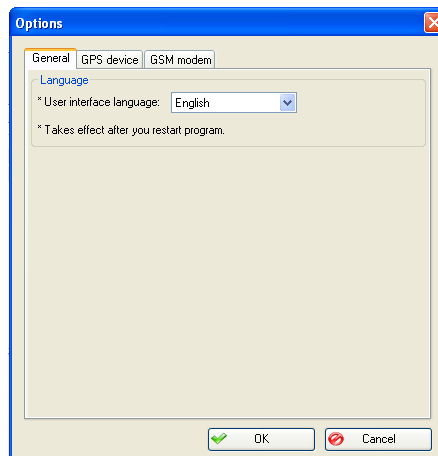 Options
General GPS device GSM modem
Language
* User interface language: English
* Takes effect after you restart program.
OK Cancel